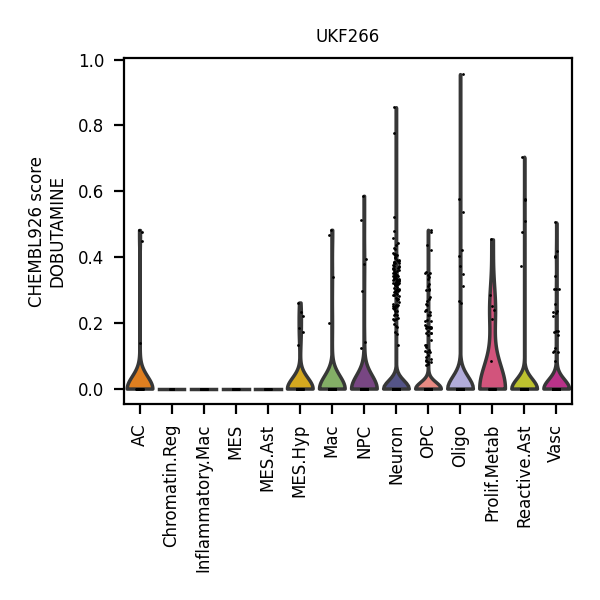 UKF266
CHEMBL926 score
DOBUTAMINE
1.0
0.8
0.6
0.4
0.2
0.0
AC
Chromatin.Reg
Inflammatory.Mac
MES
MES.Ast
MES.Hyp
Mac
NPC
Neuron
OPC
Oligo
Prolif.Metab
Reactive.Ast
Vasc